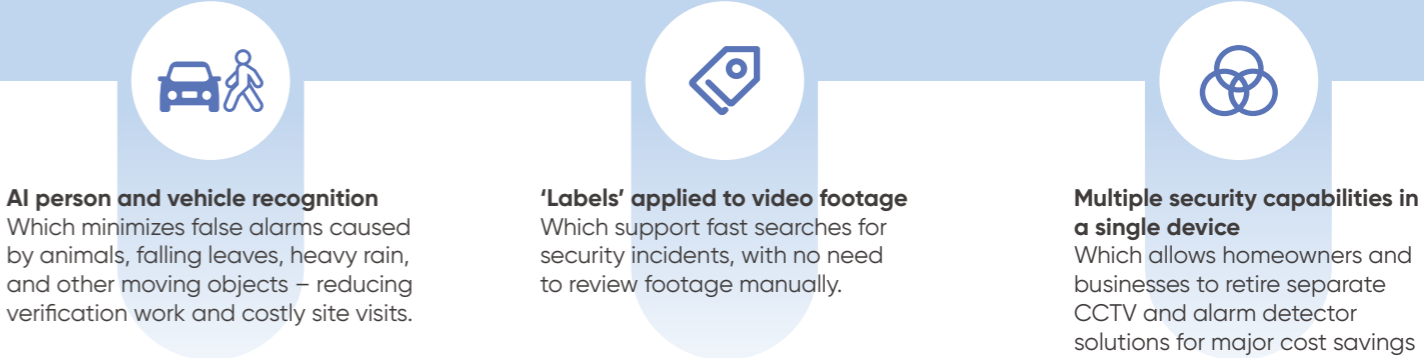 AI person and vehicle recognition
Which minimizes false alarms caused
by animals, falling leaves, heavy rain,
and other moving objects – reducing
verification work and costly site visits.
‘Labels’ applied to video footage
Which support fast searches for
security incidents, with no need
to review footage manually.
Multiple security capabilities in
a single device
Which allows homeowners and
businesses to retire separate
CCTV and alarm detector
solutions for major cost savings